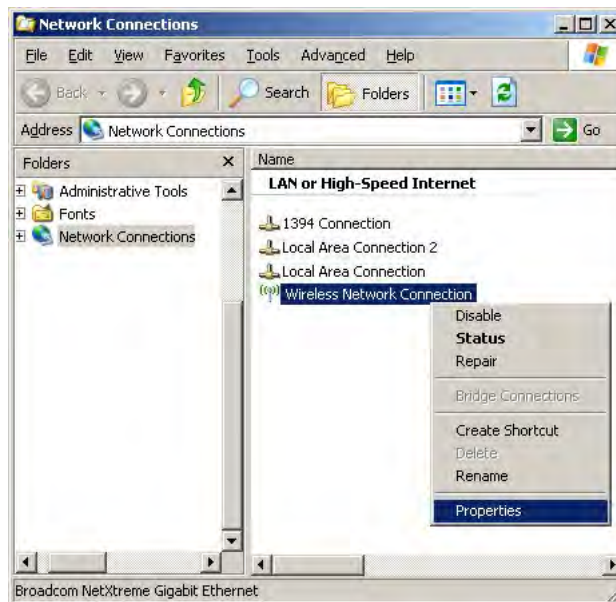 Network Connections
File Edit View Favorites Tools Advanced Help
Back Search Folders
Address Network Connections Go
Folders
Name
Administrative Tools
Fonts
Network Connections
LAN or High-Speed Internet
1394 Connection
Local Area Connection 2
Local Area Connection
Wireless Network Connection
Disable
Status
Repair
Bridge Connections
Create Shortcut
Delete
Rename
Properties
Broadcom NetXtreme Gigabit Ethernet